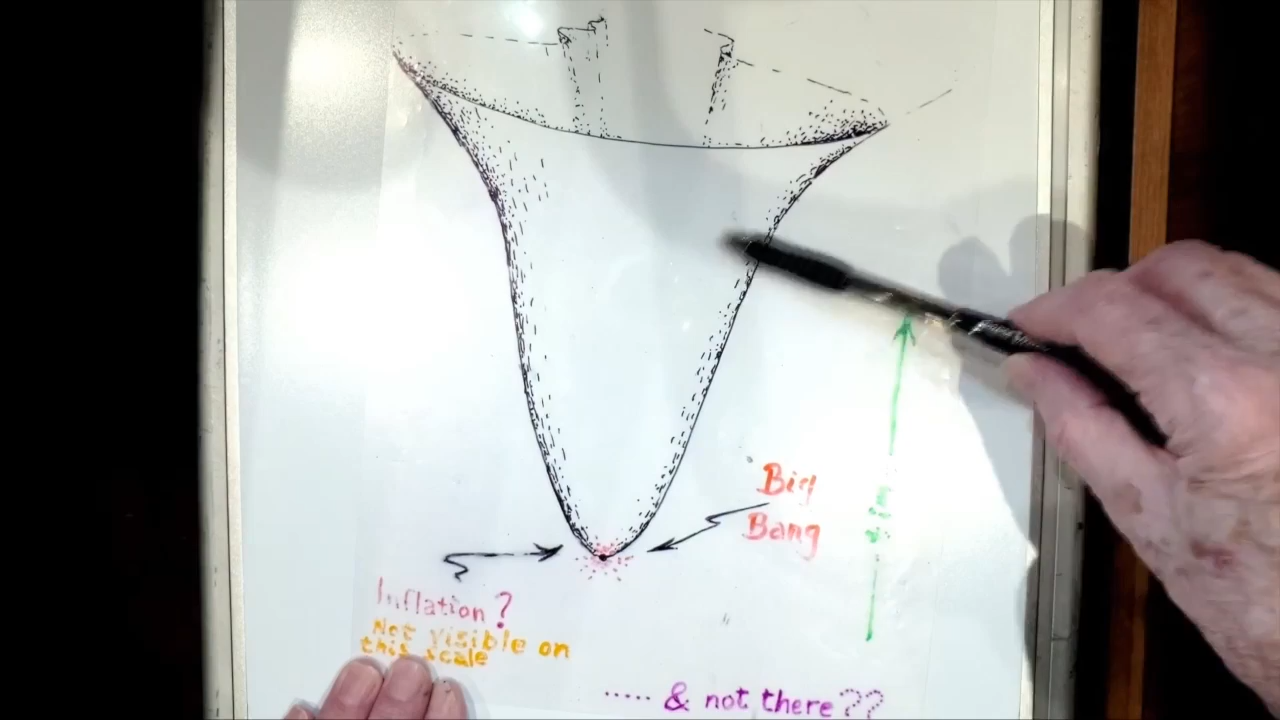 Big
Bang
Inflation?
Not visible on
this scale
..... & not there??